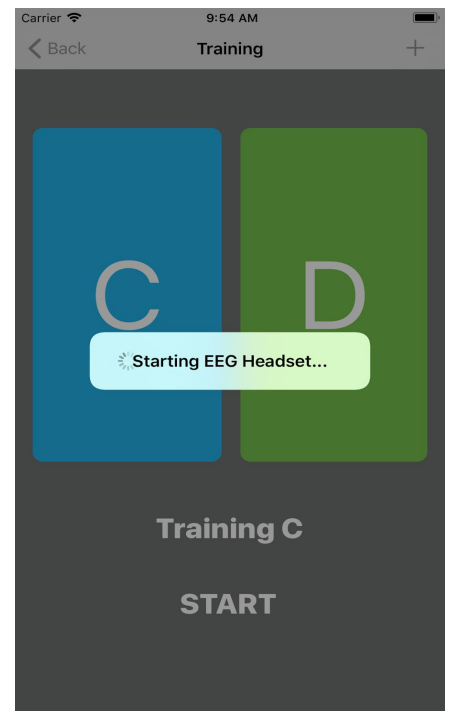 Carrier 9:54 AM
Back Training +
C D
Starting EEG Headset...
Training C
START